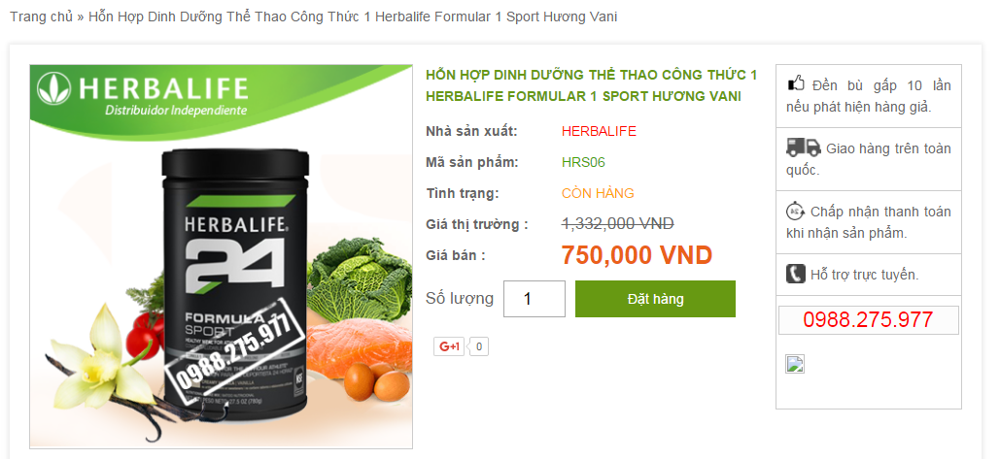 Trang chủ » Hỗn Hợp Dinh Dưỡng Thể Thao Công Thức 1 Herbalife Formular 1 Sport Hương Vani
HERBALIFE
Distribuidor Independiente
HERBALIFE
24
FORMULA 1
SPORT
0988.275.977
HỖN HỢP DINH DƯỠNG THỂ THAO CÔNG THỨC 1
HERBALIFE FORMULAR 1 SPORT HƯƠNG VANI
Nhà sản xuất: HERBALIFE
Mã sản phẩm: HRS06
Tình trạng: CÒN HÀNG
Giá thị trường : 1,332,000 VND
Giá bán : 750,000 VND
Số lượng 1 Đặt hàng
G+1 0
Đền bù gấp 10 lần
nếu phát hiện hàng giả.
Giao hàng trên toàn
quốc.
Chấp nhận thanh toán
khi nhận sản phẩm.
Hỗ trợ trực tuyến.
0988.275.977